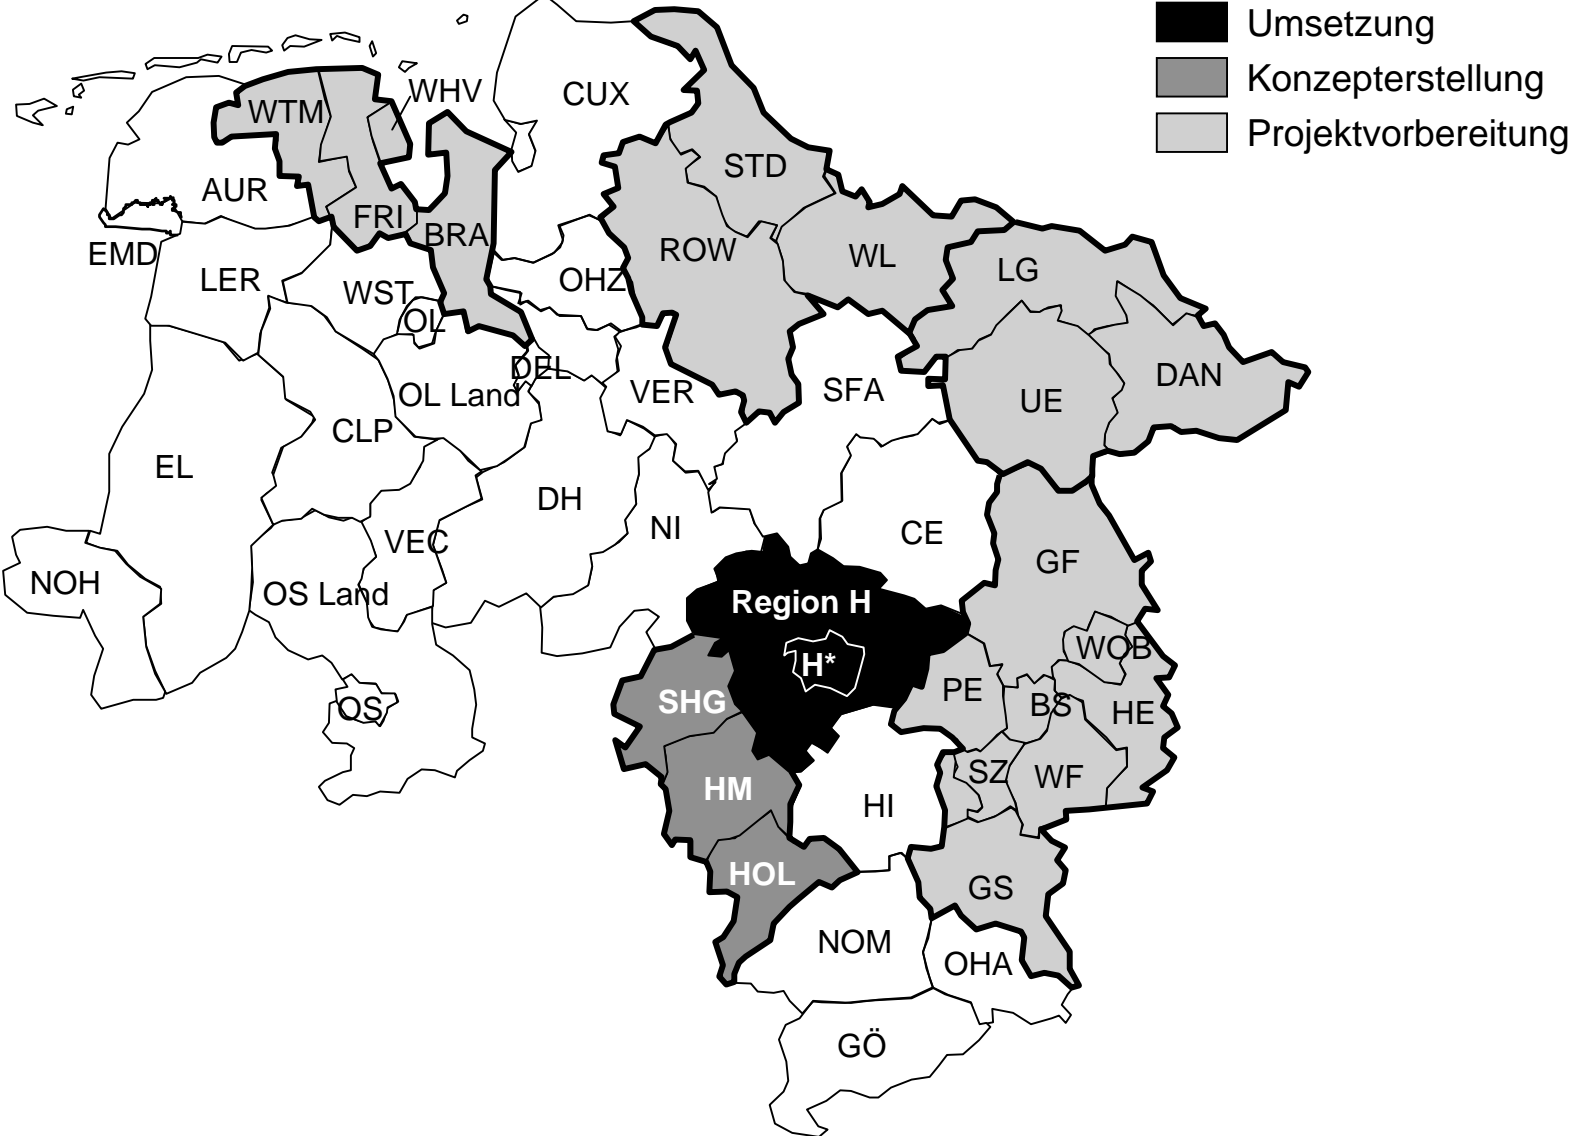 Umsetzung
Konzepterstellung
Projektvorbereitung
WHV
CUX
WTM
STD
AUR
FRI
BRA
ROW
WL
EMD
LER
WST
OHZ
LG
OL
DEL
OL Land
VER
SFA
UE
DAN
CLP
EL
DH
NI
CE
VEC
GF
NOH
OS Land
Region H
WOB
H*
SHG
PE
BS
HE
OS
HM
SZ
WF
HI
HOL
GS
NOM
OHA
GÖ